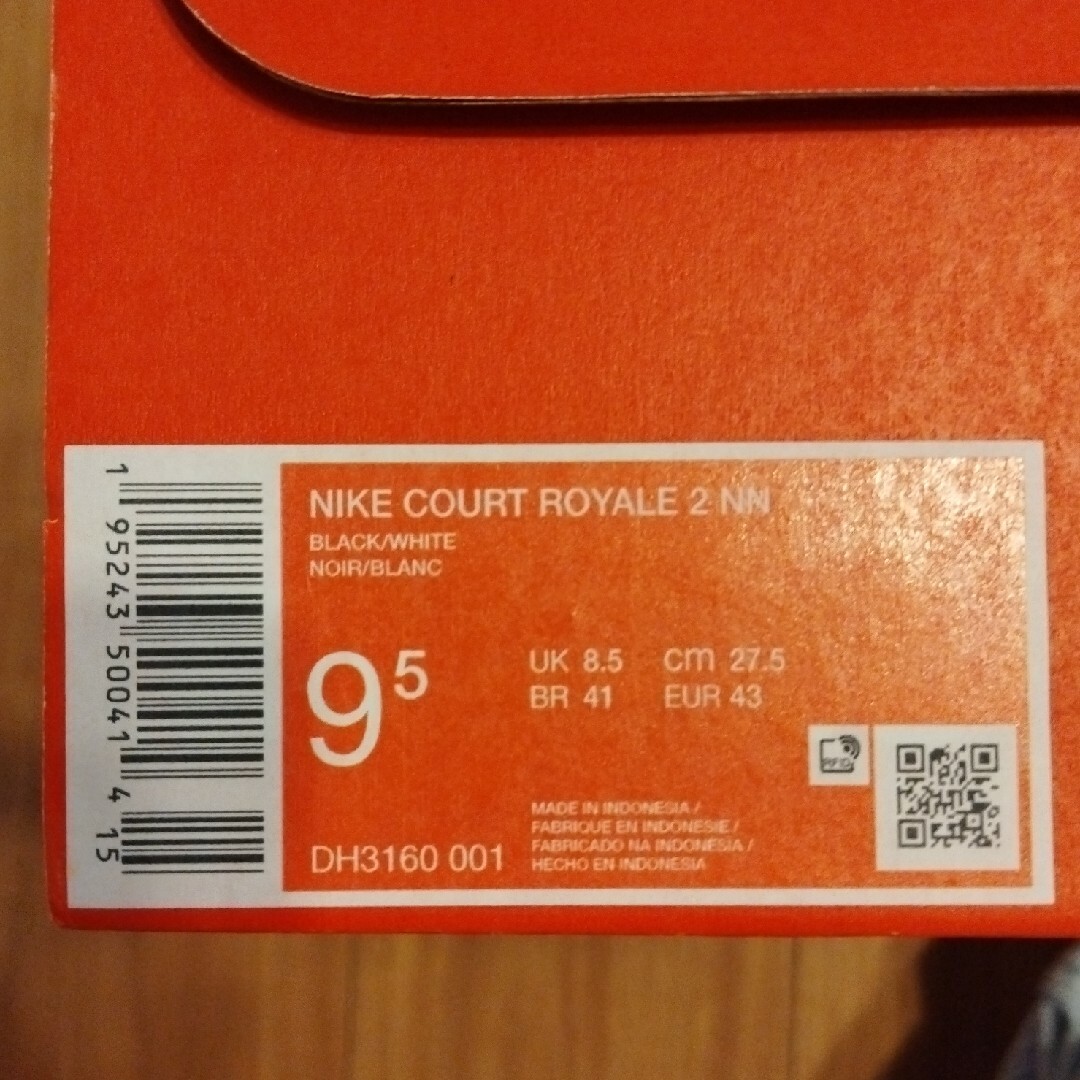 NIKE COURT ROYALE 2 NN
BLACK/WHITE
NOIR/BLANC
9 5
UK 8.5 cm 27.5
BR 41 EUR 43
RFID
MADE IN INDONESIA /
FABRIQUE EN INDONESIE /
FABRICADO NA INDONESIA /
HECHO EN INDONESIA
DH3160 001
1 95243 50041 4 15